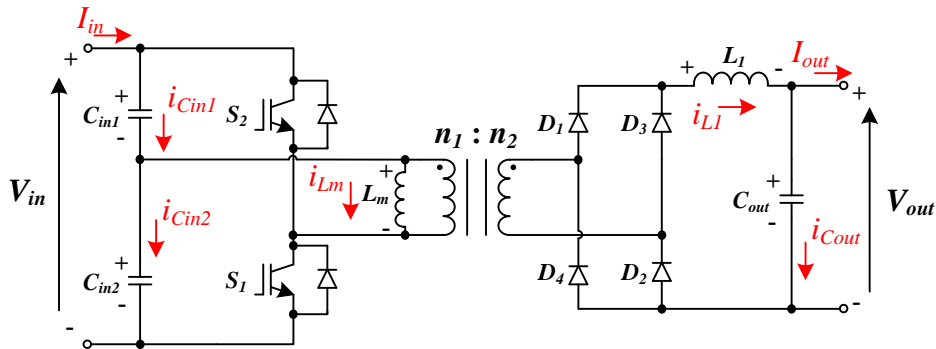 I_in
+
V_in
-
+
C_in1
-
i_Cin1
S_2
i_Cin2
+
C_in2
-
S_1
i_Lm
+
L_m
-
n_1 : n_2
D_1
D_3
D_4
D_2
+
L_1
-
i_L1
I_out
+
C_out
-
i_Cout
+
V_out
-